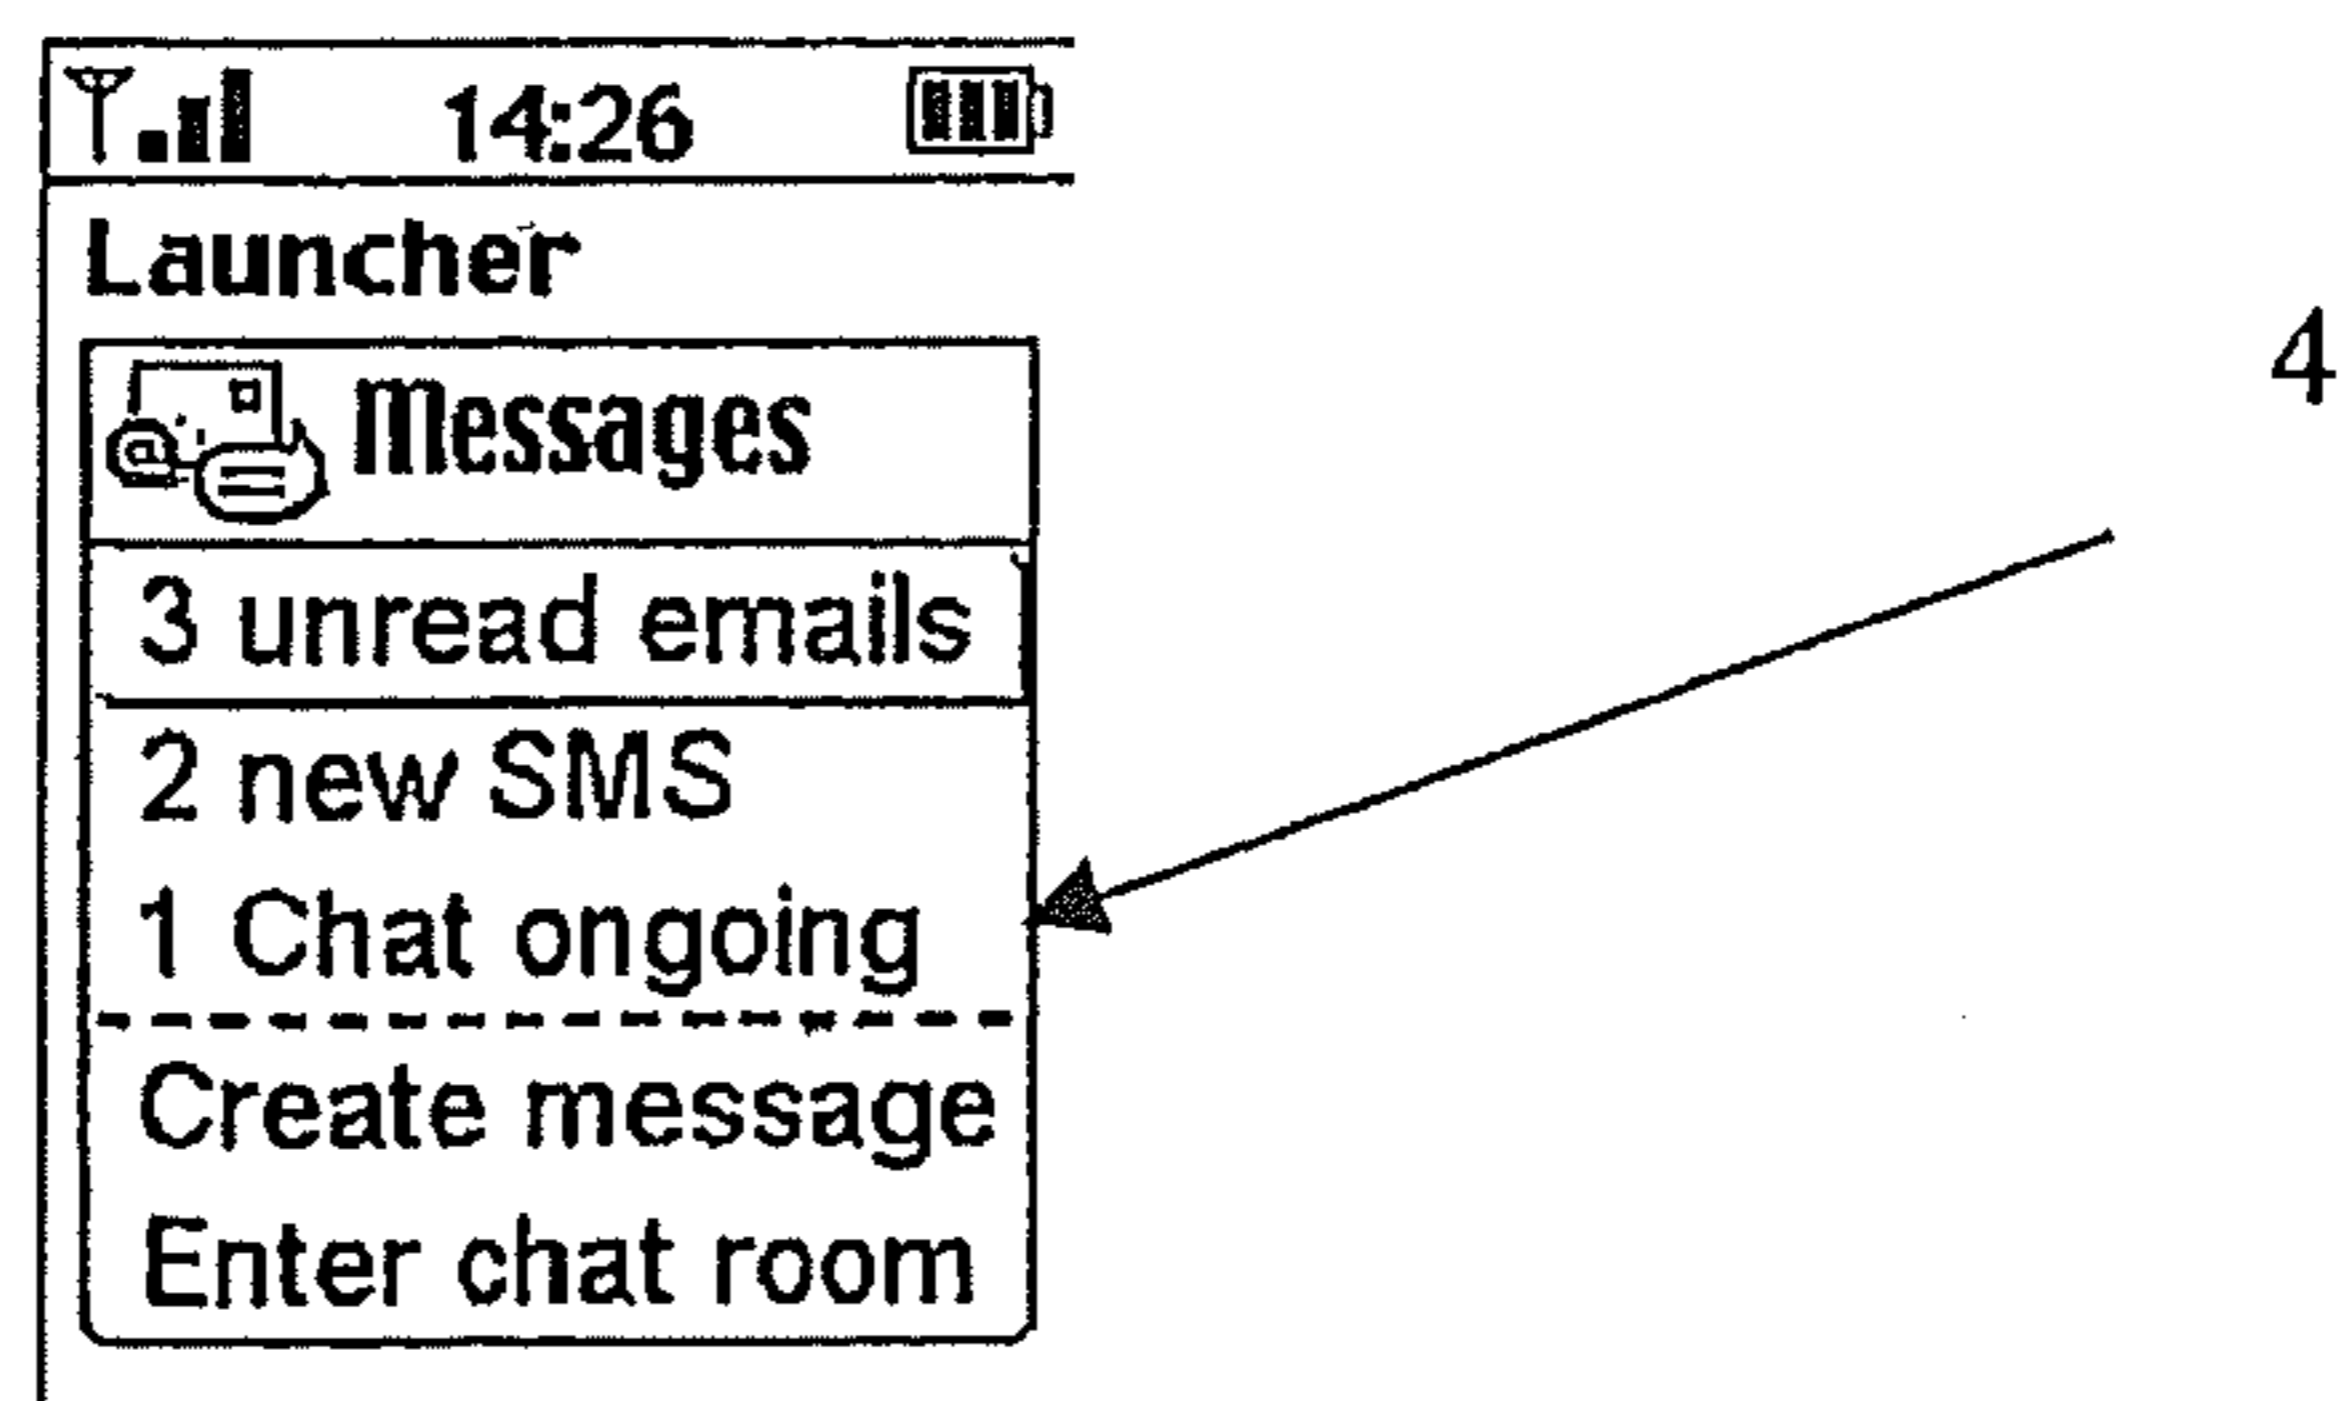 14:26
Launcher
Messages
3 unread emails
2 new SMS
1 Chat ongoing
Create message
Enter chat room
4